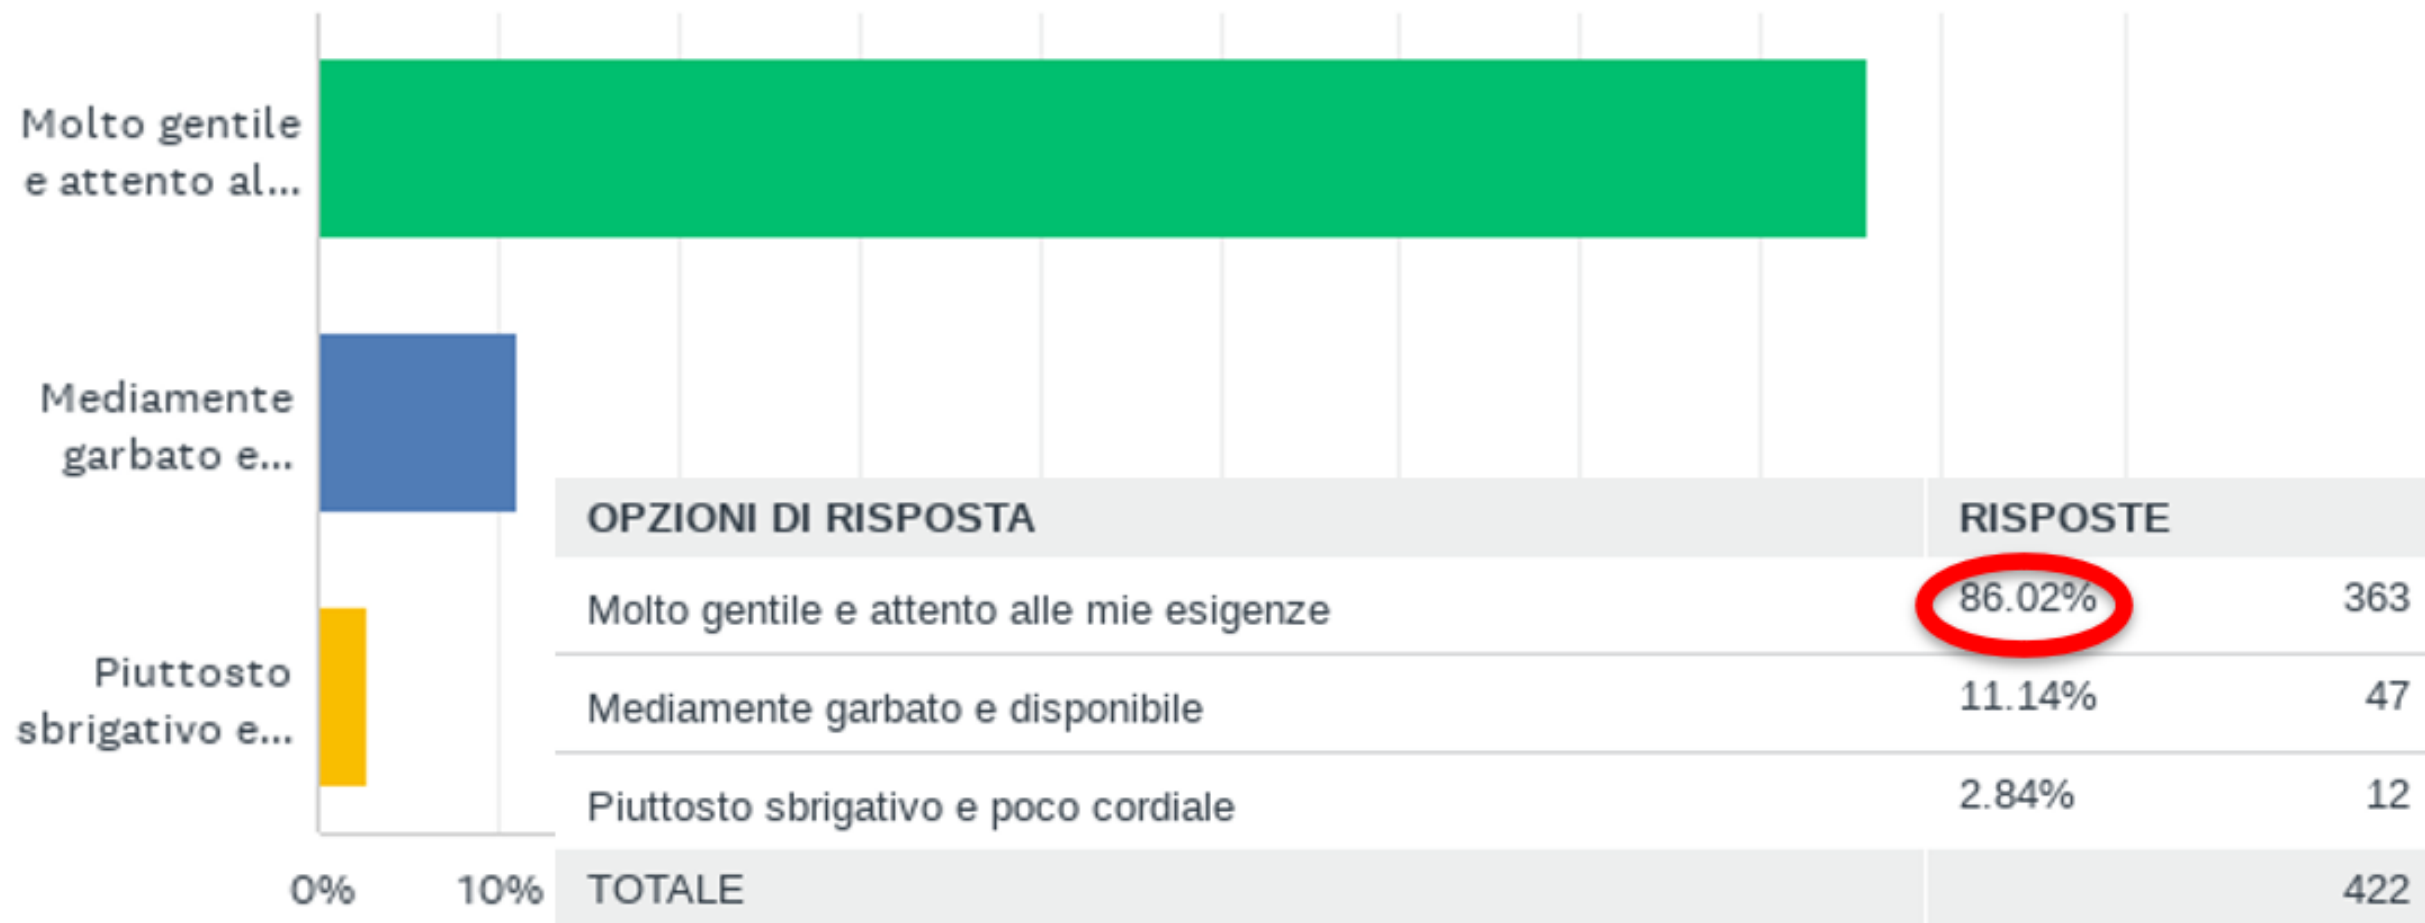 Molto gentile
e attento al...
Mediamente
garbato e...
Piuttosto
sbrigativo e...
0% 10%
OPZIONI DI RISPOSTA RISPOSTE
Molto gentile e attento alle mie esigenze 86.02% 363
Mediamente garbato e disponibile 11.14% 47
Piuttosto sbrigativo e poco cordiale 2.84% 12
TOTALE 422